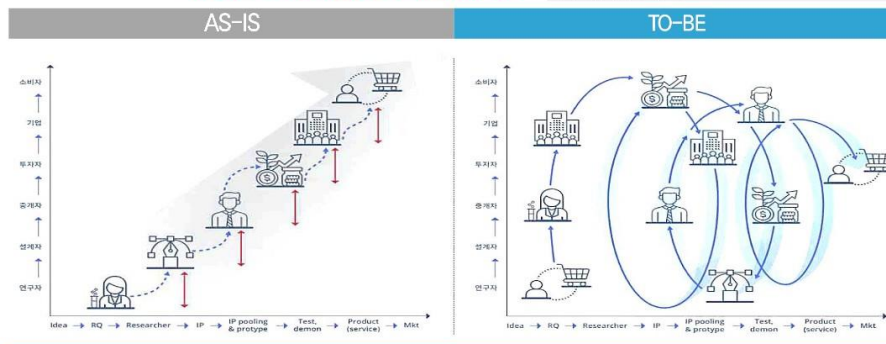 AS-IS
TO-BE
소비자
기업
투자자
중개자
설계자
연구자
Idea → RQ → Researcher → IP → IP pooling & protype → Test, demon → Product (service) → Mkt
소비자
기업
투자자
중개자
설계자
연구자
Idea → RQ → Researcher → IP → IP pooling & protype → Test, demon → Product (service) → Mkt